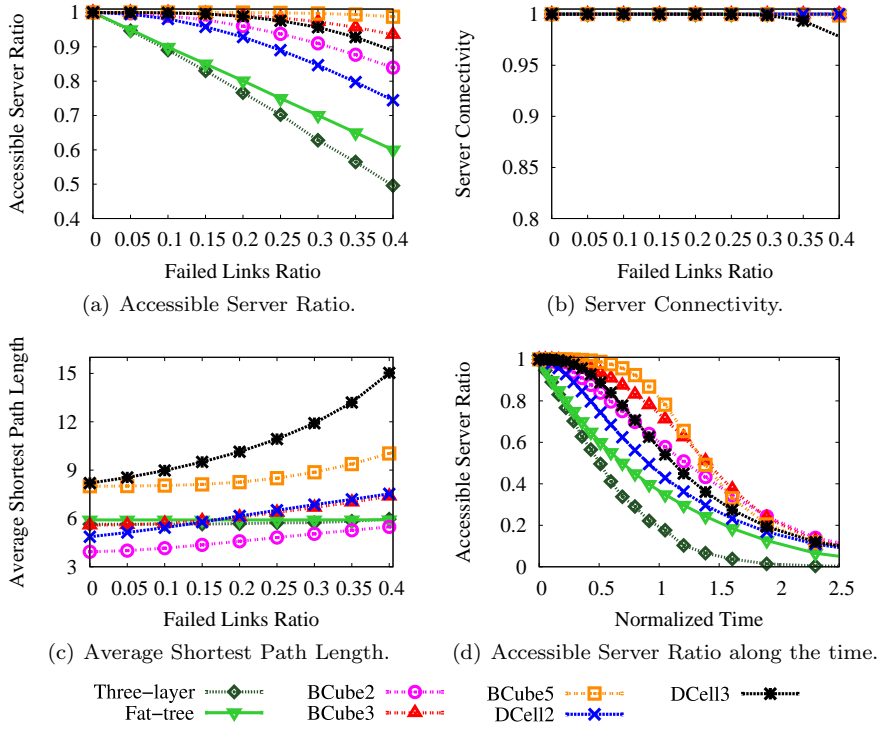 Accessible Server Ratio
1
0.9
0.8
0.7
0.6
0.5
0.4
0 0.05 0.1 0.15 0.2 0.25 0.3 0.35 0.4
Failed Links Ratio
(a) Accessible Server Ratio.
Server Connectivity
1
0.95
0.9
0.85
0.8
0 0.05 0.1 0.15 0.2 0.25 0.3 0.35 0.4
Failed Links Ratio
(b) Server Connectivity.
Average Shortest Path Length
15
12
9
6
3
0 0.05 0.1 0.15 0.2 0.25 0.3 0.35 0.4
Failed Links Ratio
(c) Average Shortest Path Length.
Accessible Server Ratio
1
0.8
0.6
0.4
0.2
0
0 0.5 1 1.5 2 2.5
Normalized Time
(d) Accessible Server Ratio along the time.
Three-layer
Fat-tree
BCube2
BCube3
BCube5
DCell2
DCell3